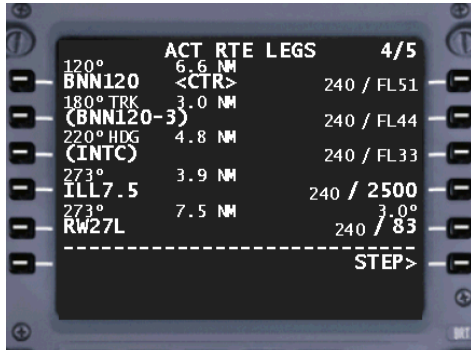 ACT RTE LEGS 4/5
120° 6.6 NM
BNN120 <CTR> 240 / FL51
180° TRK 3.0 NM
(BNN120-3) 240 / FL44
220° HDG 4.8 NM
(INTC) 240 / FL33
273° 3.9 NM
ILL7.5 240 / 2500
273° 7.5 NM 3.0°
RW27L 240 / 83
--------------------------------
STEP>
BRT